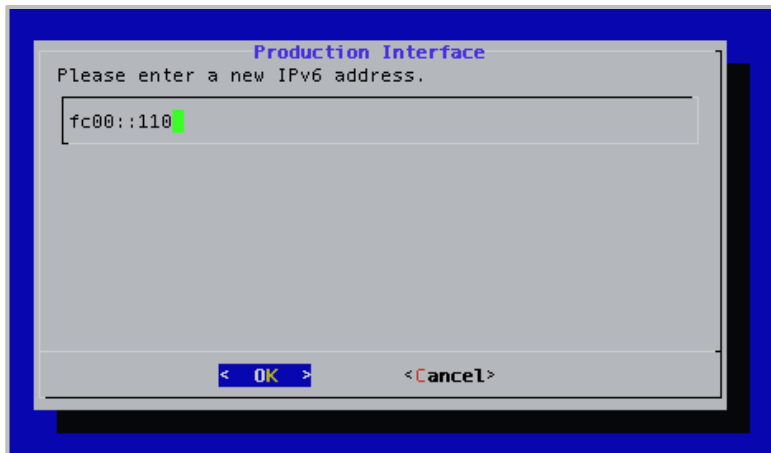 Production Interface
Please enter a new IPv6 address.
fc00::110
< OK > <Cancel>